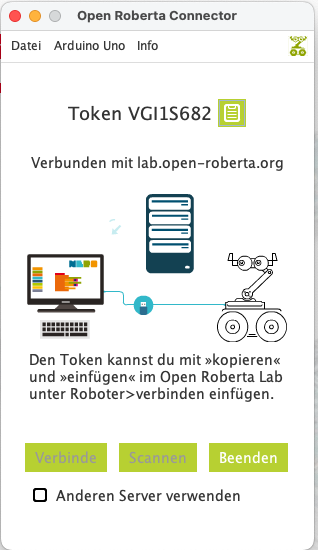 Open Roberta Connector
Datei Arduino Uno Info
Token VGI1S682
Verbunden mit lab.open-roberta.org
NEPO
Den Token kannst du mit »kopieren«
und »einfügen« im Open Roberta Lab
unter Roboter>verbinden einfügen.
Verbinde Scannen Beenden
Anderen Server verwenden